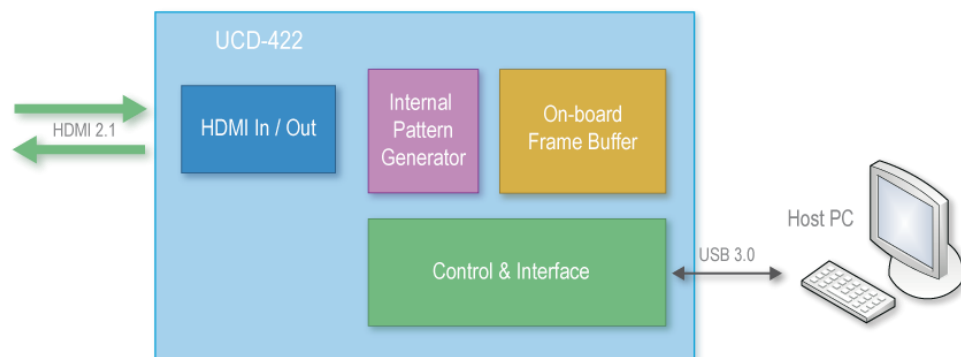 UCD-422
HDMI 2.1
HDMI In / Out
Internal
Pattern
Generator
On-board
Frame Buffer
Control & Interface
USB 3.0
Host PC